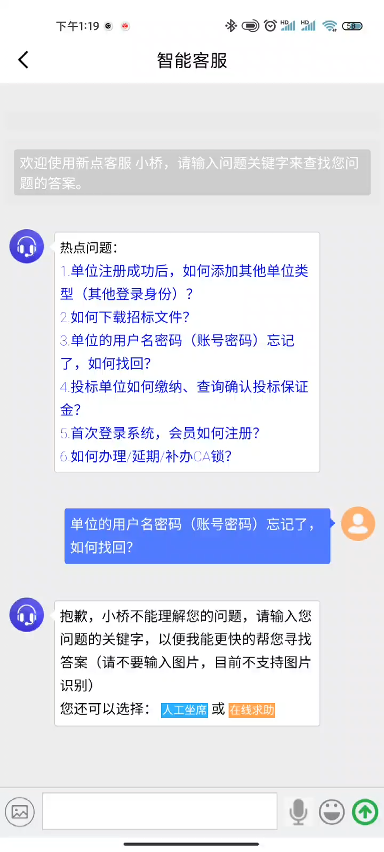 下午1:19
58
智能客服
欢迎使用新点客服 小桥，请输入问题关键字来查找您问
题的答案。
热点问题：
1.单位注册成功后，如何添加其他单位类
型（其他登录身份）？
2.如何下载招标文件？
3.单位的用户名密码（账号密码）忘记
了，如何找回？
4.投标单位如何缴纳、查询确认投标保证
金？
5.首次登录系统，会员如何注册？
6.如何办理/延期/补办CA锁？
单位的用户名密码（账号密码）忘记了，
如何找回？
抱歉，小桥不能理解您的问题，请输入您
问题的关键字，以便我能更快的帮您寻找
答案（请不要输入图片，目前不支持图片
识别）
您还可以选择： 人工坐席 或 在线求助